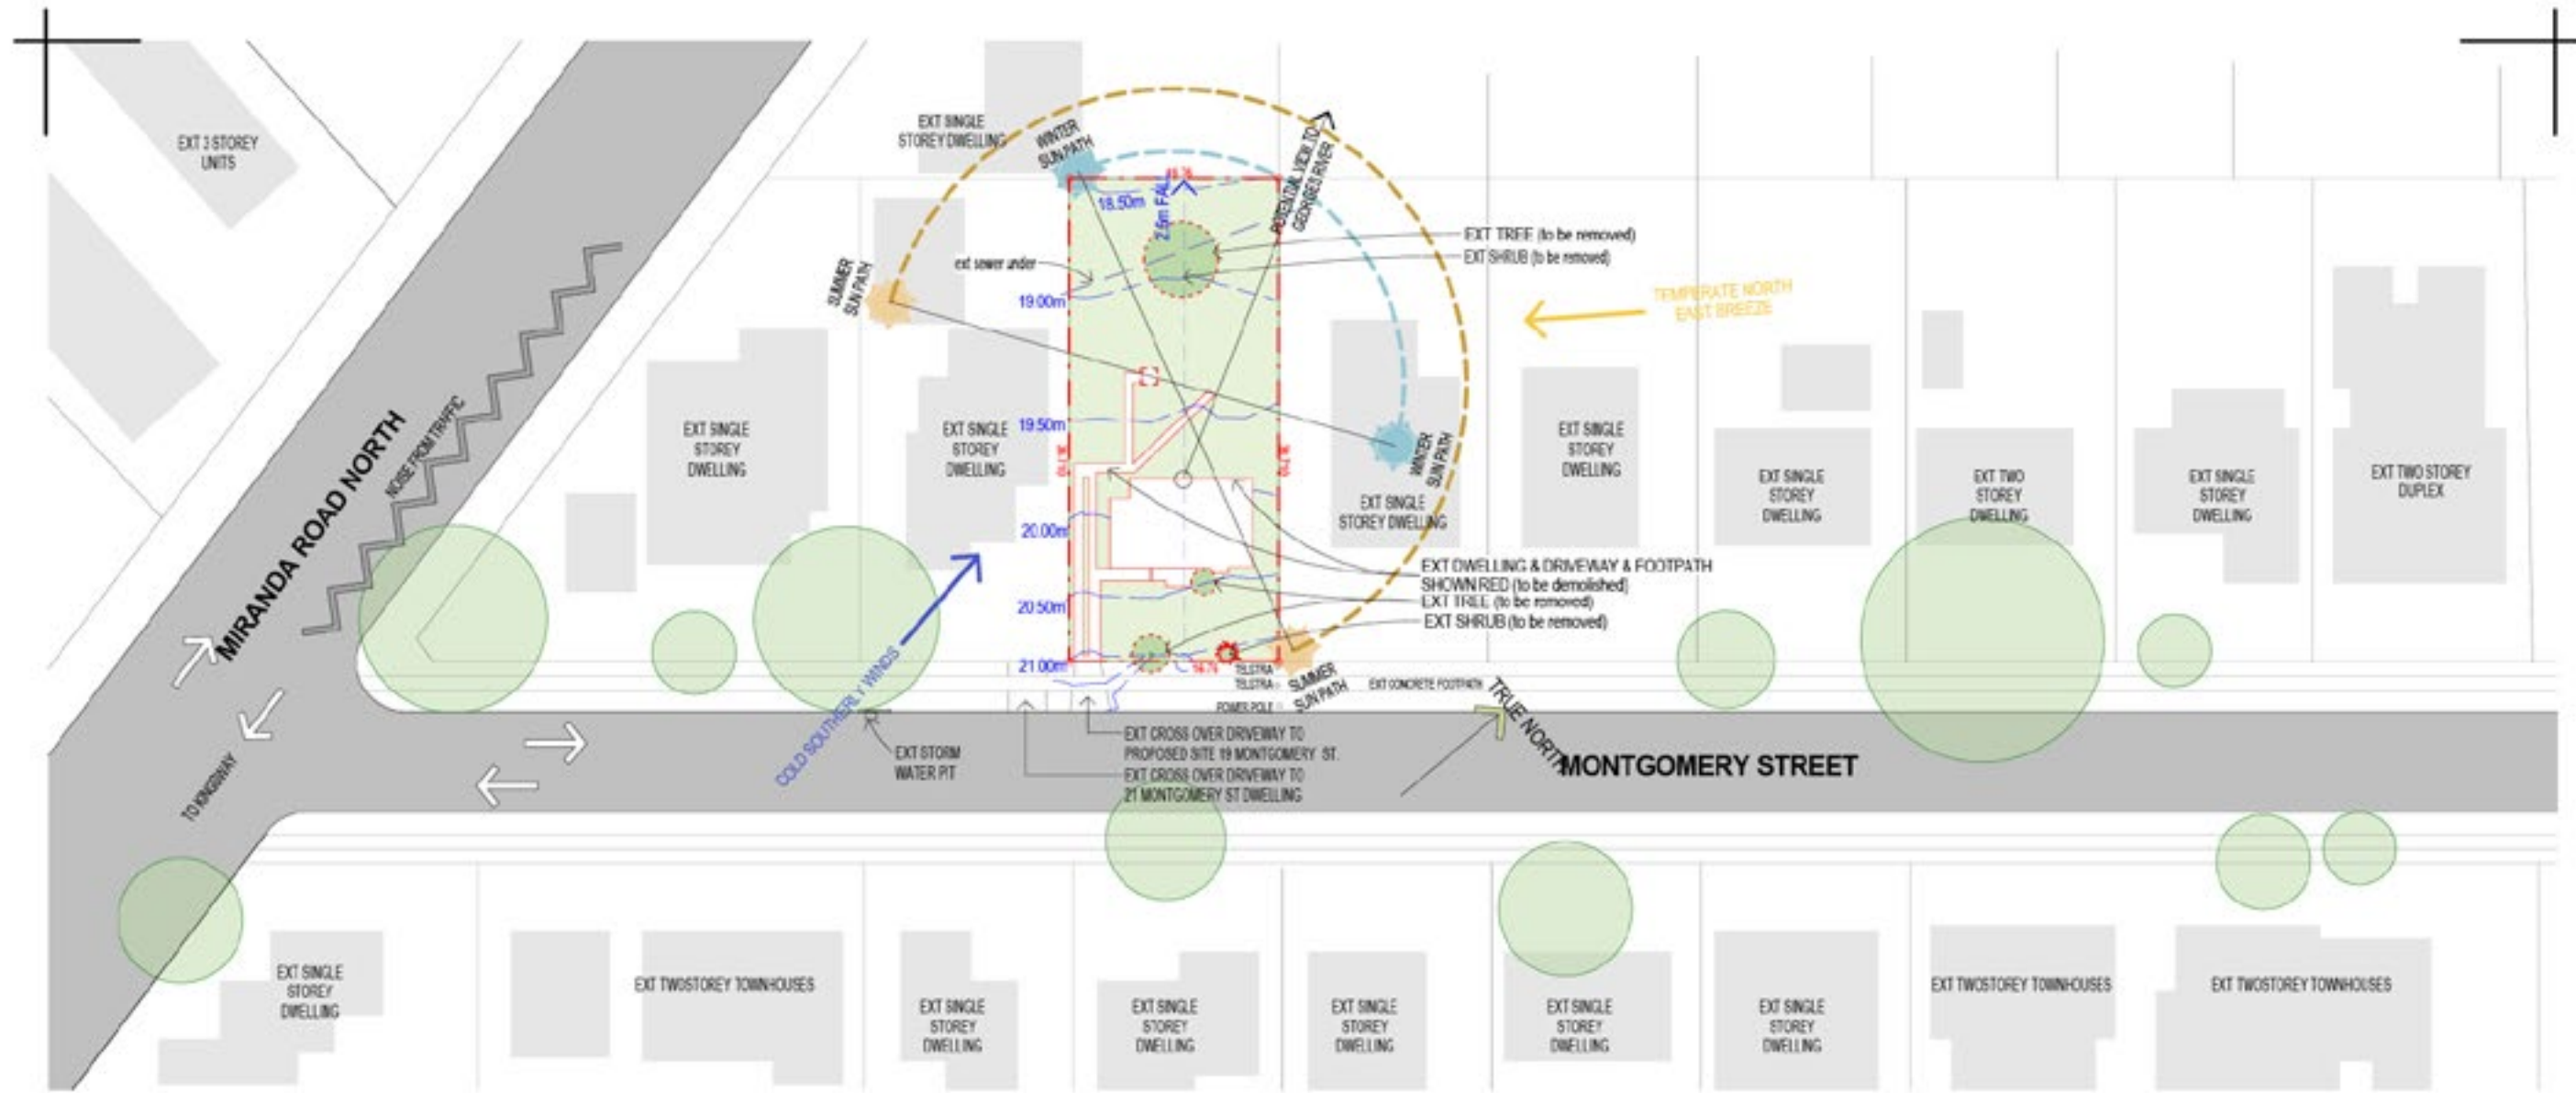 EXT 3 STOREY
UNITS
EXT SINGLE
STOREY DWELLING
WINTER
SUN PATH
16.76
18.50m
2.5m FALL
POTENTIAL VIEW TO
GEORGES RIVER
EXT TREE (to be removed)
EXT SHRUB (to be removed)
ext sewer under
SUMMER
SUN PATH
19.00m
TEMPERATE NORTH
EAST BREEZE
MIRANDA ROAD NORTH
NOISE FROM TRAFFIC
EXT SINGLE
STOREY
DWELLING
EXT SINGLE
STOREY
DWELLING
19.50m
WINTER
SUN PATH
EXT SINGLE
STOREY DWELLING
EXT SINGLE
STOREY
DWELLING
EXT SINGLE
STOREY
DWELLING
EXT TWO
STOREY
DWELLING
EXT SINGLE
STOREY
DWELLING
EXT TWO STOREY
DUPLEX
20.00m
EXT DWELLING & DRIVEWAY & FOOTPATH
SHOWN RED (to be demolished)
EXT TREE (to be removed)
EXT SHRUB (to be removed)
20.50m
21.00m
16.76
TELSTRA
TELSTRA
POWER POLE
SUMMER
SUN PATH
EXT CONCRETE FOOTPATH
TRUE NORTH
COLD SOUTHERLY WINDS
EXT STORM
WATER PIT
EXT CROSS OVER DRIVEWAY TO
PROPOSED SITE 19 MONTGOMERY ST.
EXT CROSS OVER DRIVEWAY TO
21 MONTGOMERY ST DWELLING
MONTGOMERY STREET
TO KINGWAY
EXT SINGLE
STOREY
DWELLING
EXT TWOSTOREY TOWNHOUSES
EXT SINGLE
STOREY
DWELLING
EXT SINGLE
STOREY
DWELLING
EXT SINGLE
STOREY
DWELLING
EXT SINGLE
STOREY
DWELLING
EXT SINGLE
STOREY
DWELLING
EXT TWOSTOREY TOWNHOUSES
EXT TWOSTOREY TOWNHOUSES